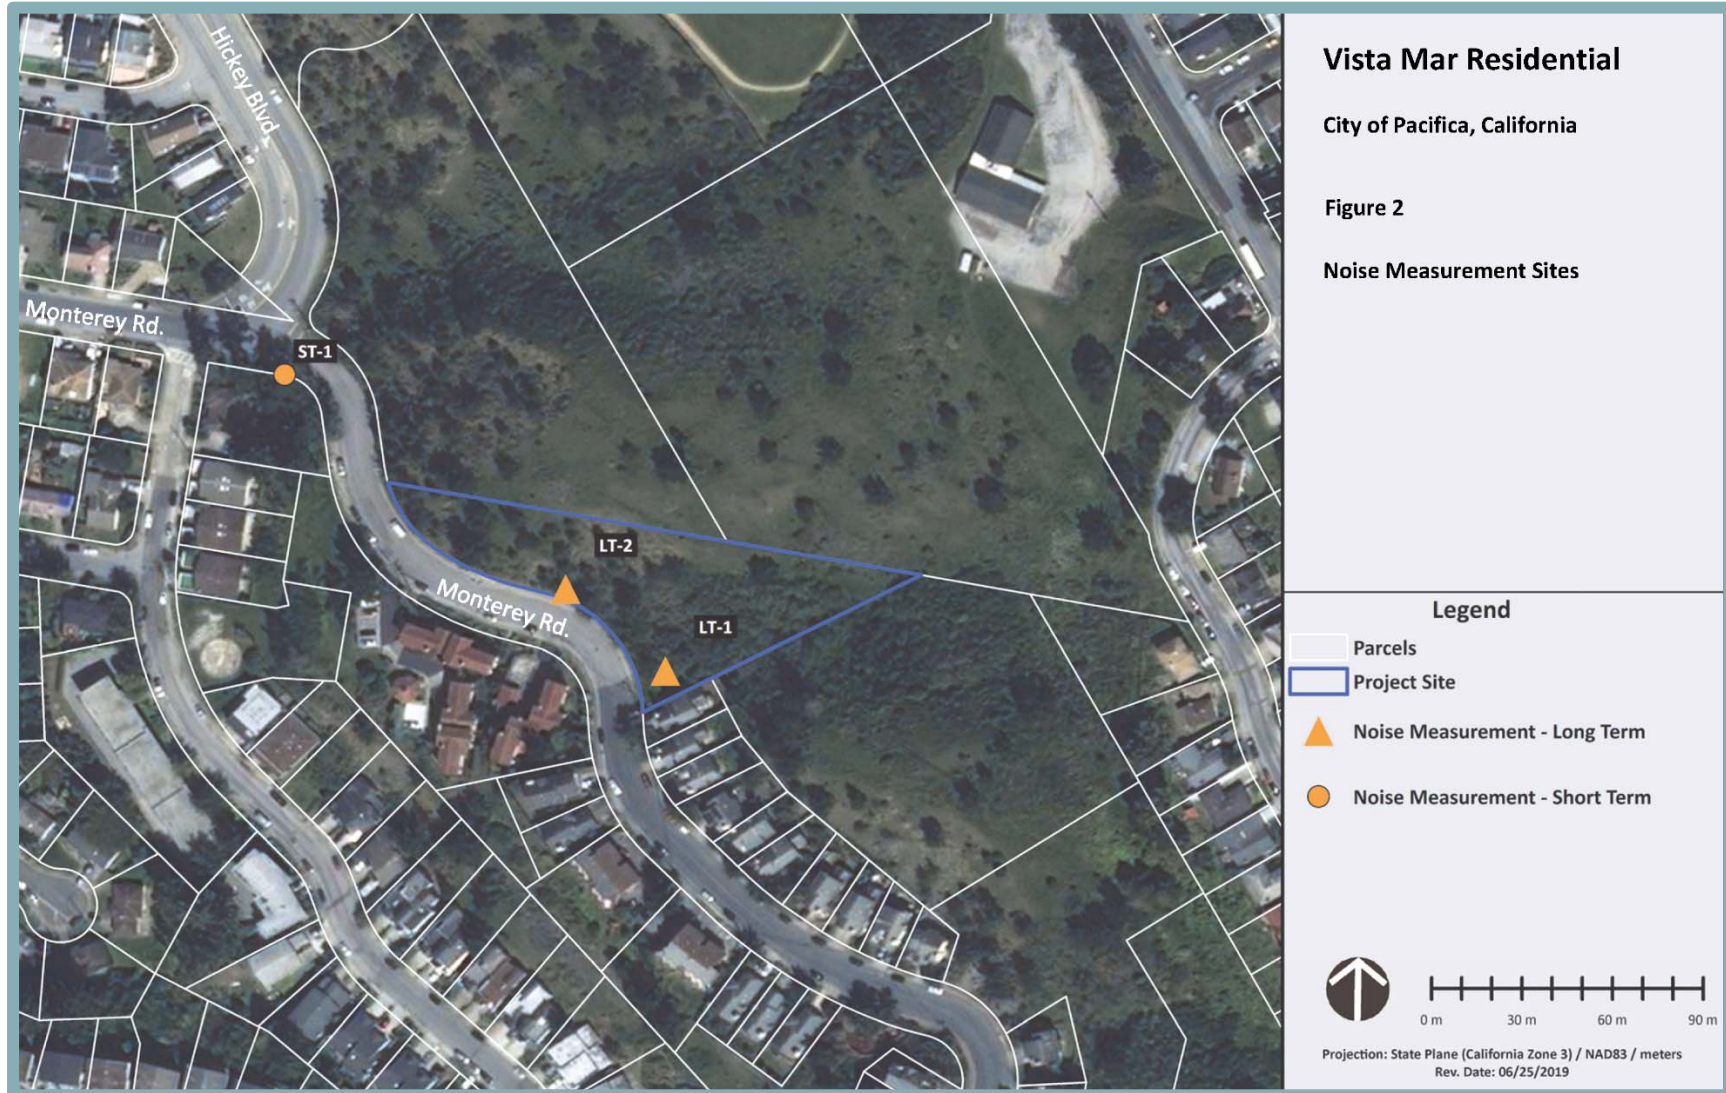 Hickey Blvd.
Monterey Rd.
ST-1
LT-2
Monterey Rd.
LT-1
Vista Mar Residential
City of Pacifica, California
Figure 2
Noise Measurement Sites
Legend
Parcels
Project Site
Noise Measurement - Long Term
Noise Measurement - Short Term
0 m 30 m 60 m 90 m
Projection: State Plane (California Zone 3) / NAD83 / meters
Rev. Date: 06/25/2019